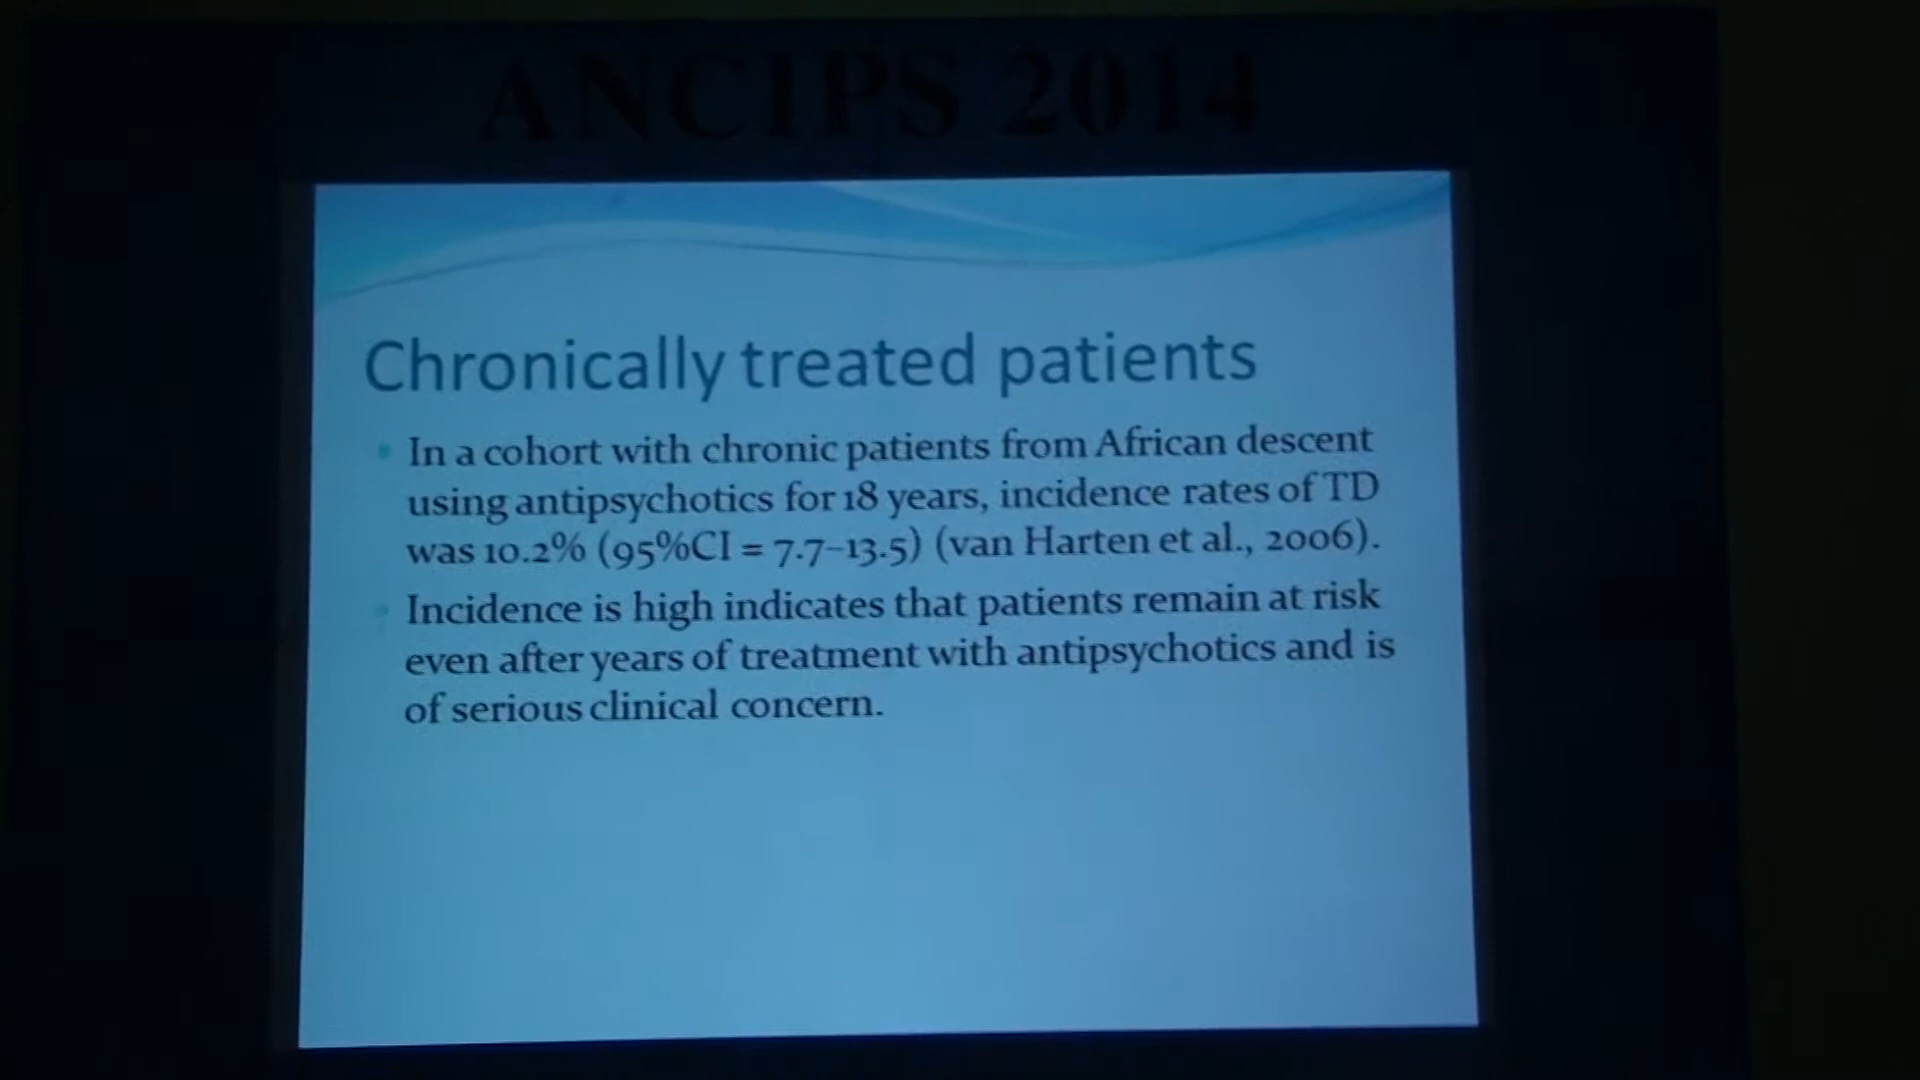 ANCIPS 2014
Chronically treated patients
In a cohort with chronic patients from African descent
using antipsychotics for 18 years, incidence rates of TD
was 10.2% (95%CI = 7.7–13.5) (van Harten et al., 2006).
Incidence is high indicates that patients remain at risk
even after years of treatment with antipsychotics and is
of serious clinical concern.